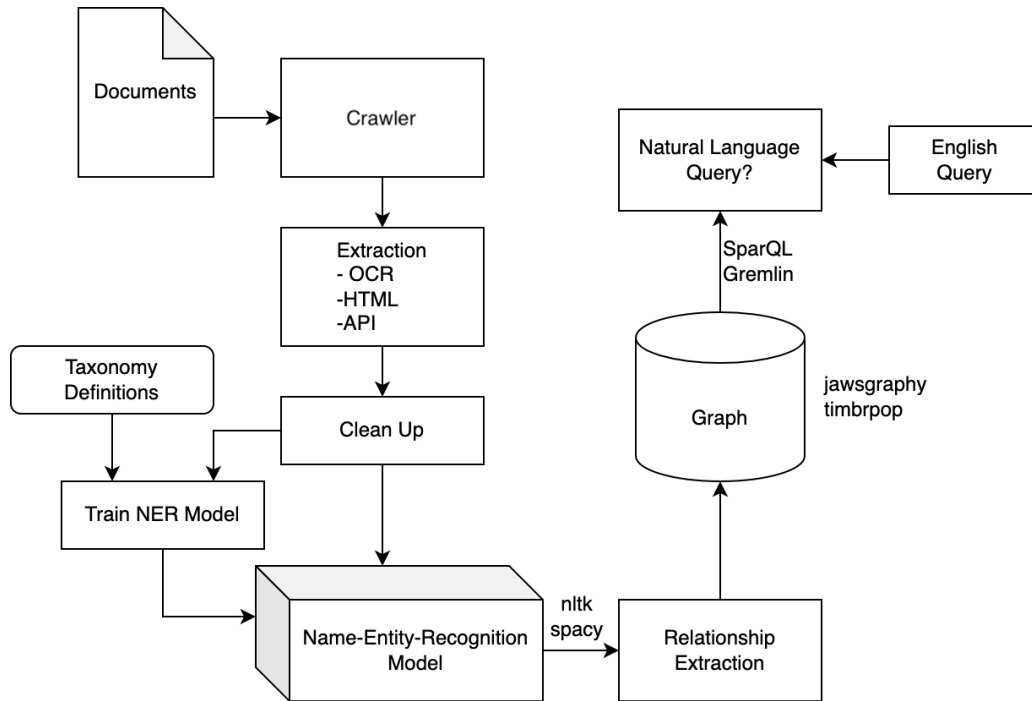 Documents
Crawler
Extraction
- OCR
-HTML
-API
Taxonomy
Definitions
Clean Up
Train NER Model
Name-Entity-Recognition
Model
nltk
spacy
Relationship
Extraction
Graph
jawsgraphy
timbrpop
SparQL
Gremlin
Natural Language
Query?
English
Query